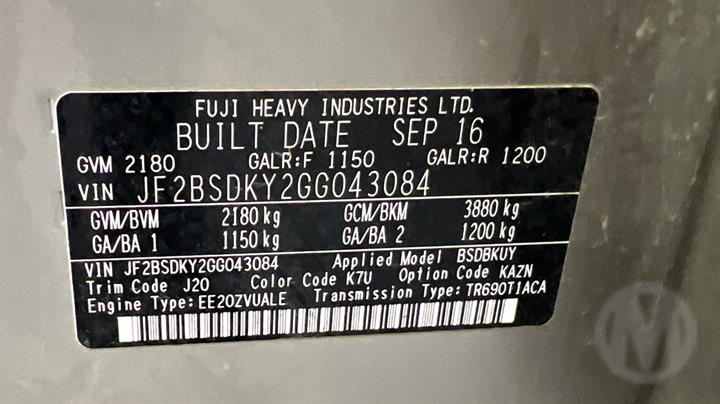 FUJI HEAVY INDUSTRIES LTD.
BUILT DATE SEP 16
GVM 2180 GALR:F 1150 GALR:R 1200
VIN JF2BSDKY2GG043084
GVM/BVM 2180 kg GCM/BKM 3880 kg
GA/BA 1 1150 kg GA/BA 2 1200 kg
VIN JF2BSDKY2GG043084 Applied Model BSDBKUY
Trim Code J20 Color Code K7U Option Code KAZN
Engine Type:EE20ZVUALE Transmission Type:TR690T1ACA
M